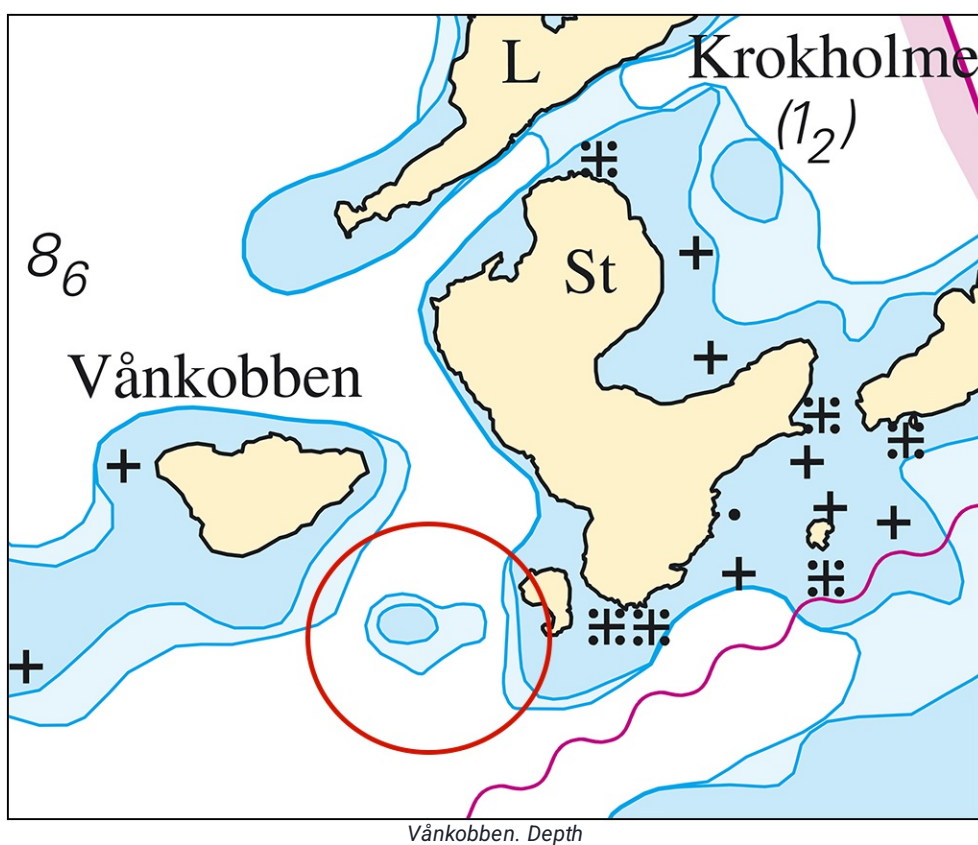 L
Krokholme
(1₂)
St
8₆
Vånkobben
Vånkobben. Depth